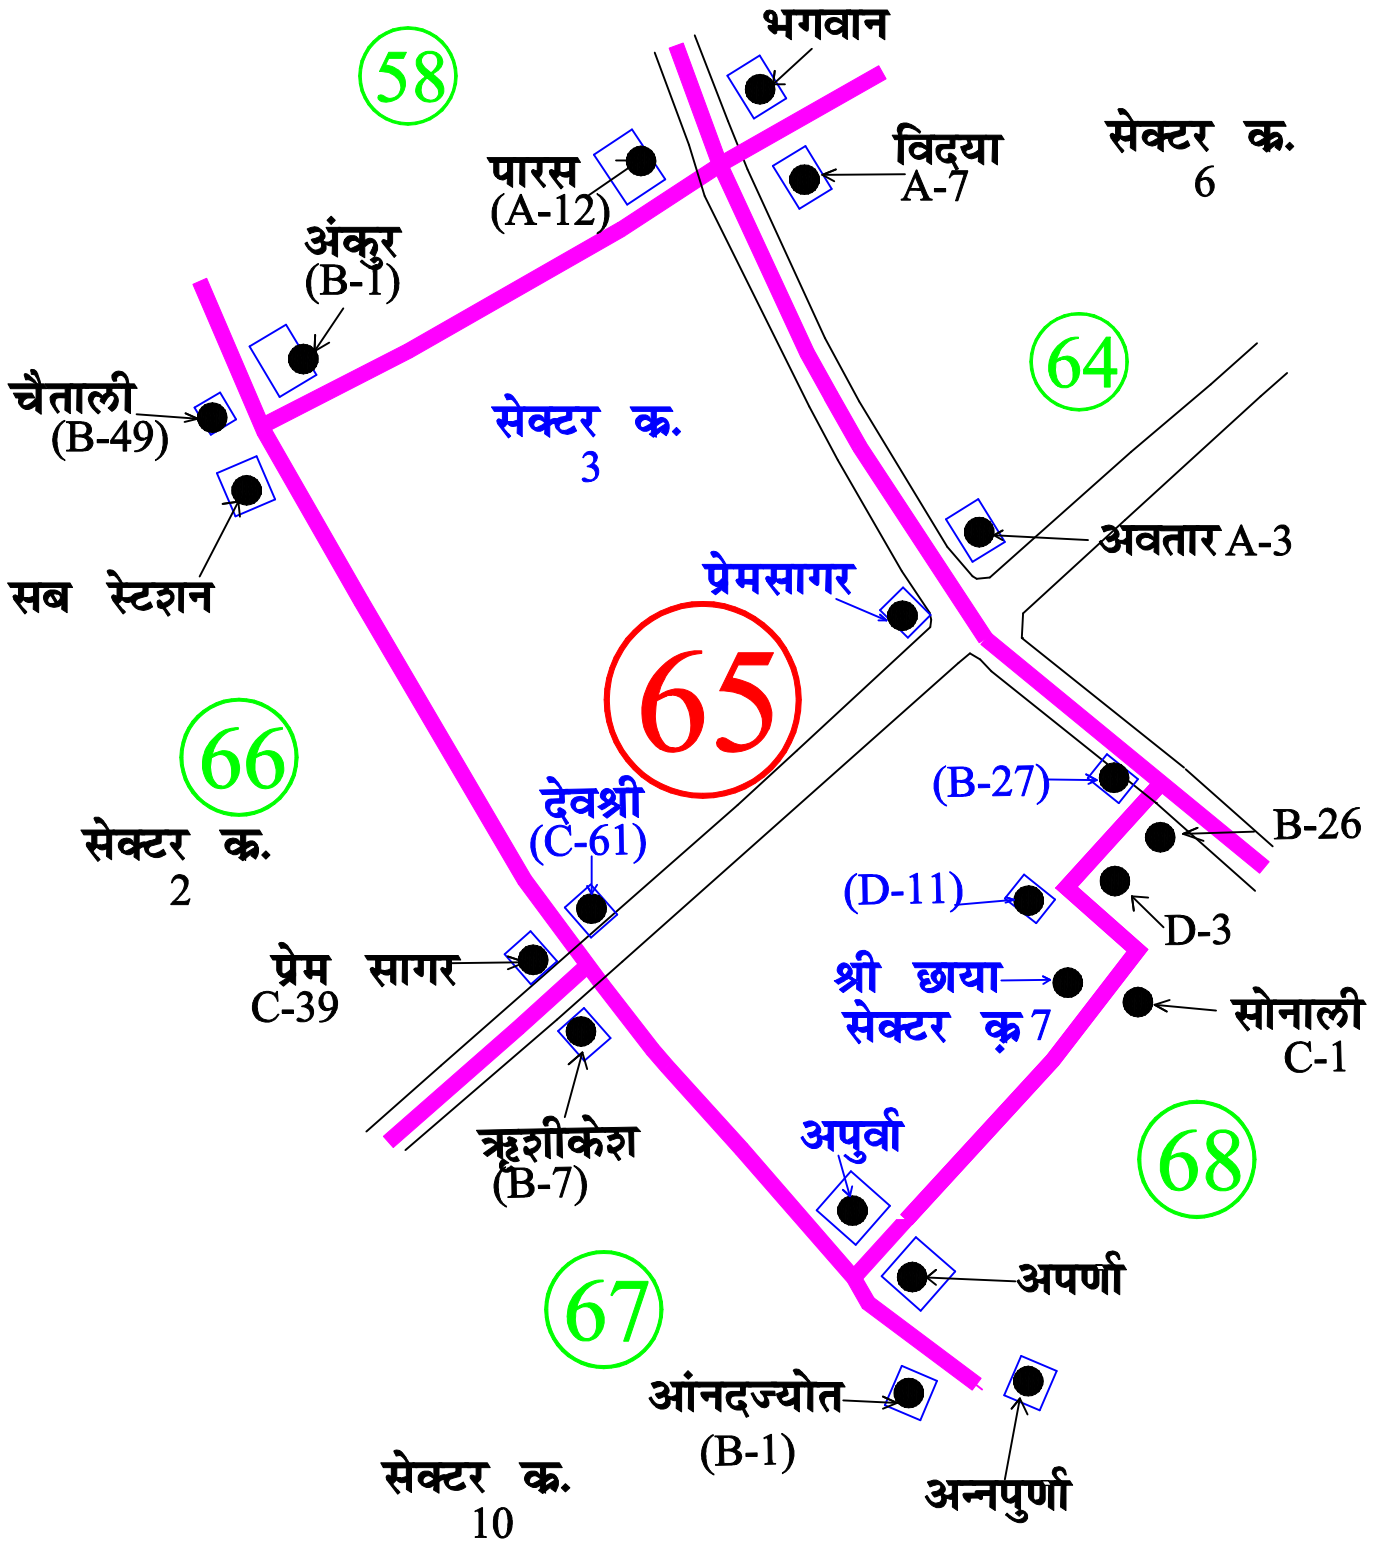 भगवान
58
सेक्टर क्र.
6
विद्या
A-7
पारस
(A-12)
अंकुर
(B-1)
64
चैताली
(B-49)
सेक्टर क्र.
3
अवतार A-3
सब स्टेशन
प्रेमसागर
65
66
(B-27)
देवश्री
(C-61)
B-26
सेक्टर क्र.
2
(D-11)
D-3
प्रेम सागर
C-39
श्री छाया
सेक्टर क्र 7
सोनाली
C-1
ऋृशीकेश
(B-7)
अपुर्वा
68
67
अपर्णा
आंनदज्योत
(B-1)
सेक्टर क्र.
10
अन्नपुर्णा